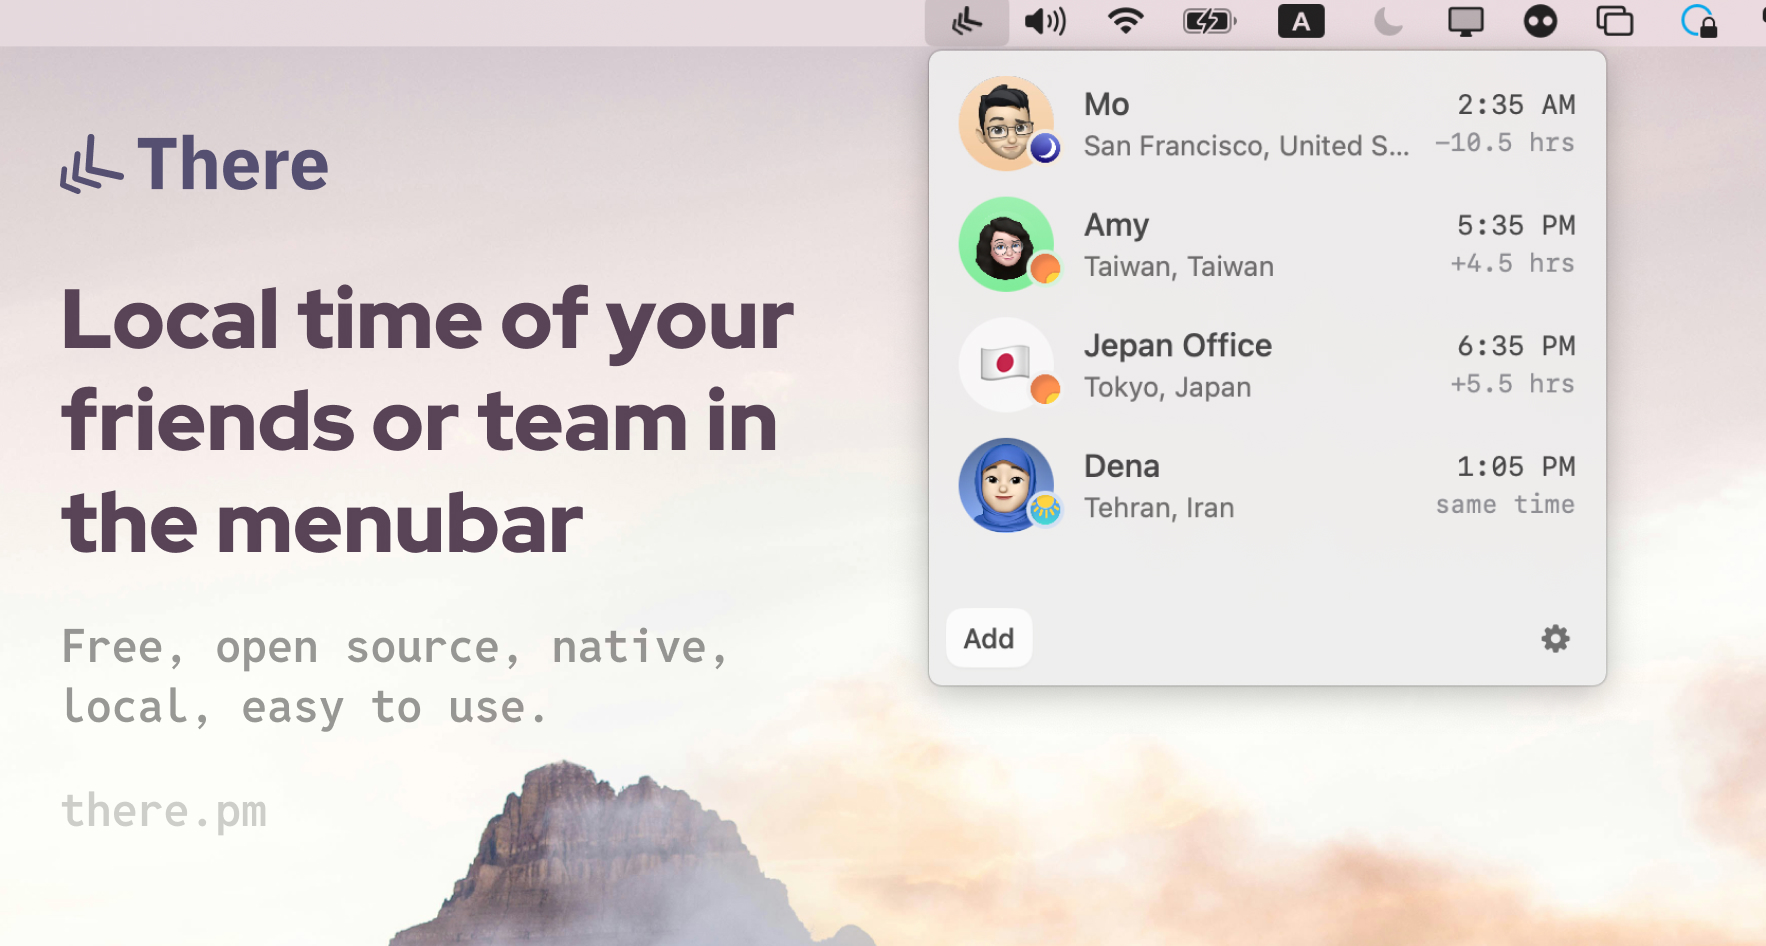 A
There
Local time of your
friends or team in
the menubar
Free, open source, native,
local, easy to use.
there.pm
Mo
2:35 AM
San Francisco, United S...
−10.5 hrs
Amy
5:35 PM
Taiwan, Taiwan
+4.5 hrs
Jepan Office
6:35 PM
Tokyo, Japan
+5.5 hrs
Dena
1:05 PM
Tehran, Iran
same time
Add